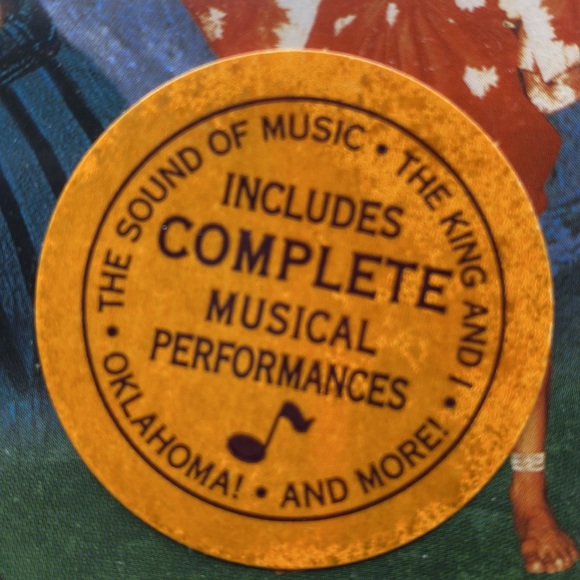 THE SOUND OF MUSIC • THE KING AND I • AND MORE! • OKLAHOMA! •
INCLUDES
COMPLETE
MUSICAL
PERFORMANCES